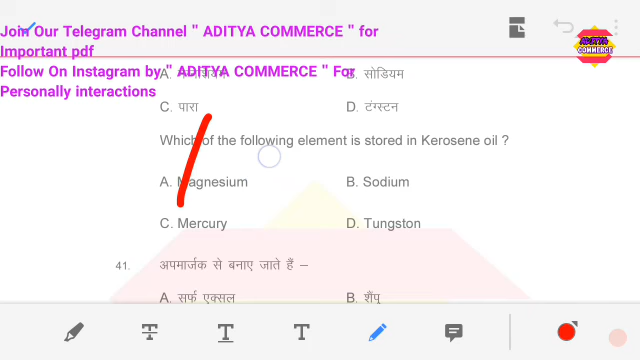 Join Our Telegram Channel " ADITYA COMMERCE " for
Important pdf
Follow On Instagram by " ADITYA COMMERCE " For
Personally interactions
ADITYA
COMMERCE
A. B. सोडियम
C. पारा D. टंगस्टन
Which of the following element is stored in Kerosene oil ?
A. Magnesium B. Sodium
C. Mercury D. Tungston
41. अपमार्जक से बनाए जाते हैं –
A. सर्फ एक्सल B. शैंपू